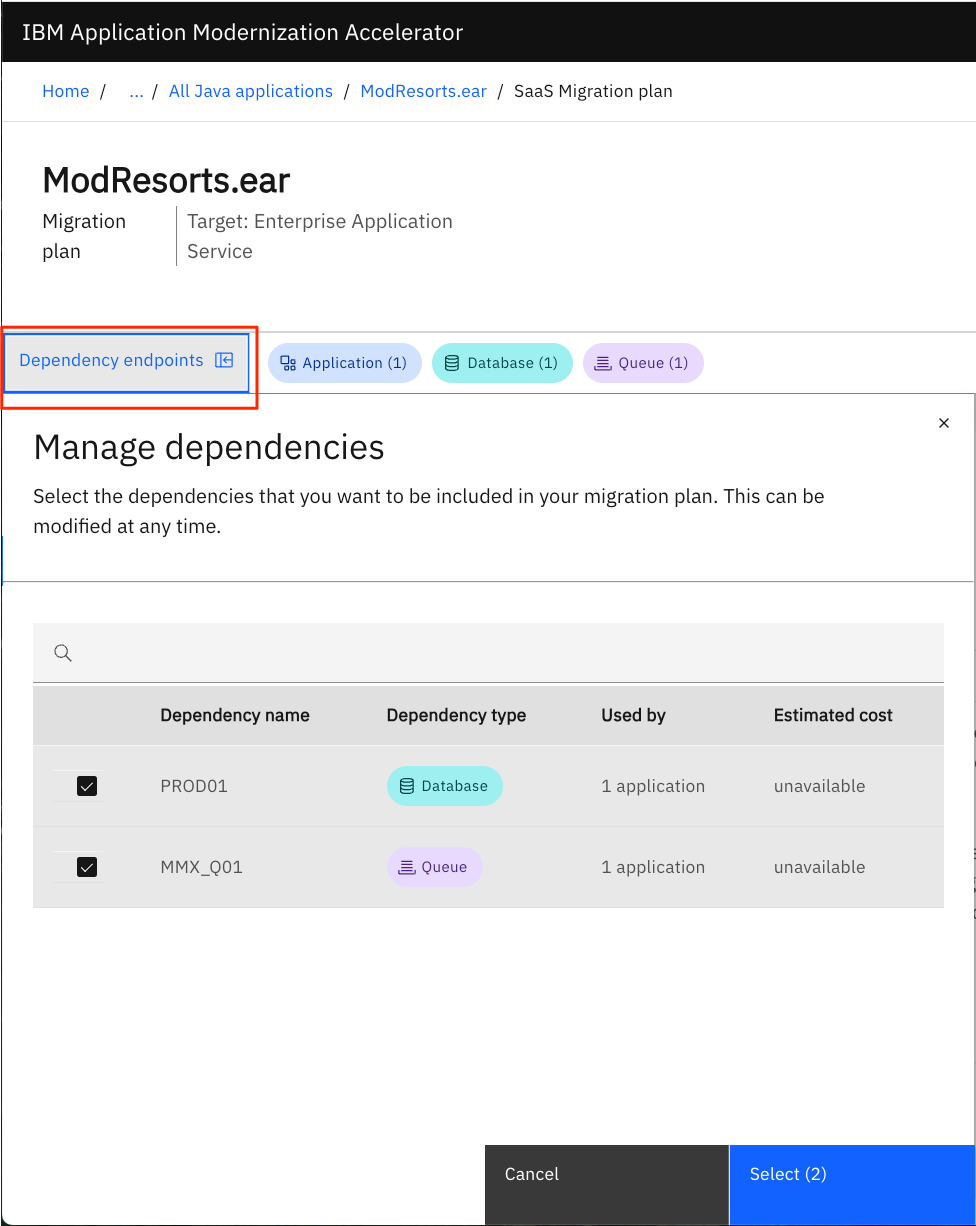 IBM Application Modernization Accelerator
Home / ... / All Java applications / ModResorts.ear / SaaS Migration plan
ModResorts.ear
Migration plan
Target: Enterprise Application Service
Dependency endpoints
Application (1)
Database (1)
Queue (1)
Manage dependencies
Select the dependencies that you want to be included in your migration plan. This can be
modified at any time.
Dependency name Dependency type Used by Estimated cost
PROD01 Database 1 application unavailable
MMX_Q01 Queue 1 application unavailable
Cancel
Select (2)